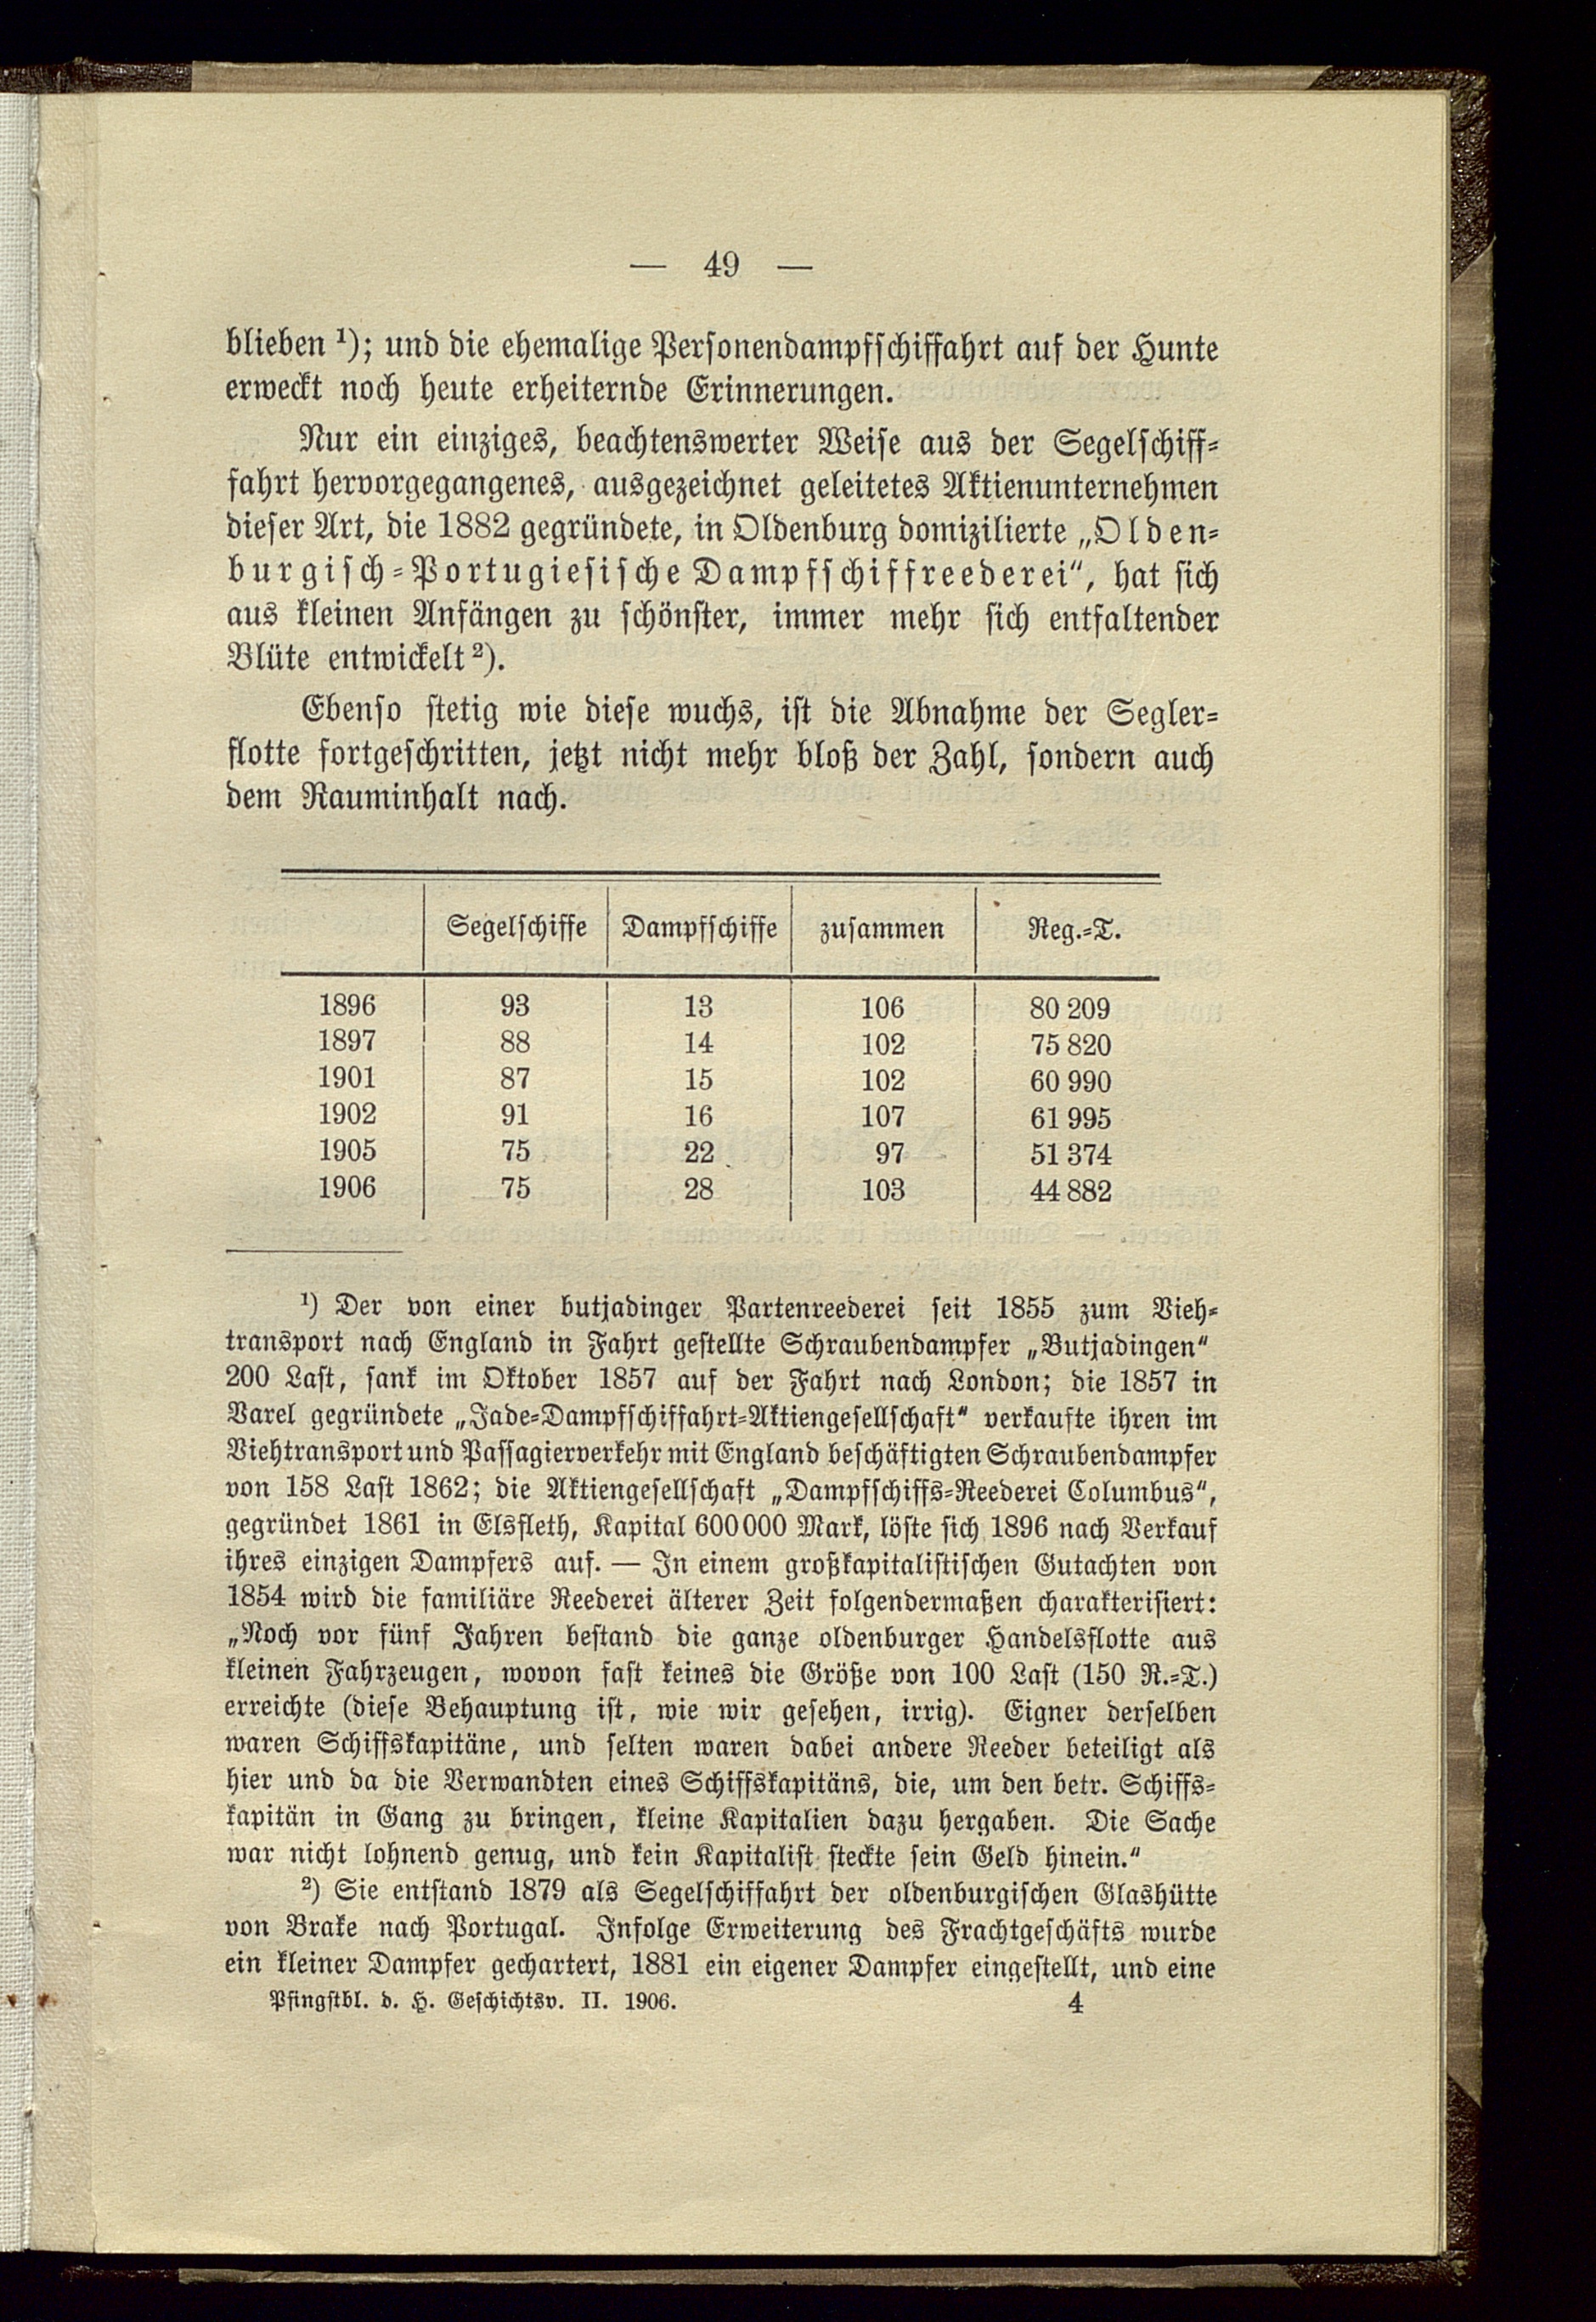 — 49 —
blieben ¹); und die ehemalige Personendampfschiffahrt auf der Hunte
erweckt noch heute erheiternde Erinnerungen.
Nur ein einziges, beachtenswerter Weise aus der Segelschiff-
fahrt hervorgegangenes, ausgezeichnet geleitetes Aktienunternehmen
dieser Art, die 1882 gegründete, in Oldenburg domizilierte „Olden-
burgisch-Portugiesische Dampfschiffreederei“, hat sich
aus kleinen Anfängen zu schönster, immer mehr sich entfaltender
Blüte entwickelt ²).
Ebenso stetig wie diese wuchs, ist die Abnahme der Segler-
flotte fortgeschritten, jetzt nicht mehr bloß der Zahl, sondern auch
dem Rauminhalt nach.
Segelschiffe Dampfschiffe zusammen Reg.-T.
1896 93 13 106 80 209
1897 88 14 102 75 820
1901 87 15 102 60 990
1902 91 16 107 61 995
1905 75 22 97 51 374
1906 75 28 103 44 882
¹) Der von einer butjadinger Partenreederei seit 1855 zum Vieh-
transport nach England in Fahrt gestellte Schraubendampfer „Butjadingen“
200 Last, sank im Oktober 1857 auf der Fahrt nach London; die 1857 in
Varel gegründete „Jade-Dampfschiffahrt-Aktiengesellschaft“ verkaufte ihren im
Viehtransport und Passagierverkehr mit England beschäftigten Schraubendampfer
von 158 Last 1862; die Aktiengesellschaft „Dampfschiffs-Reederei Columbus“,
gegründet 1861 in Elsfleth, Kapital 600000 Mark, löste sich 1896 nach Verkauf
ihres einzigen Dampfers auf. — In einem großkapitalistischen Gutachten von
1854 wird die familiäre Reederei älterer Zeit folgendermaßen charakterisiert:
„Noch vor fünf Jahren bestand die ganze oldenburger Handelsflotte aus
kleinen Fahrzeugen, wovon fast keines die Größe von 100 Last (150 R.-T.)
erreichte (diese Behauptung ist, wie wir gesehen, irrig). Eigner derselben
waren Schiffskapitäne, und selten waren dabei andere Reeder beteiligt als
hier und da die Verwandten eines Schiffskapitäns, die, um den betr. Schiffs-
kapitän in Gang zu bringen, kleine Kapitalien dazu hergaben. Die Sache
war nicht lohnend genug, und kein Kapitalist steckte sein Geld hinein.“
²) Sie entstand 1879 als Segelschiffahrt der oldenburgischen Glashütte
von Brake nach Portugal. Infolge Erweiterung des Frachtgeschäfts wurde
ein kleiner Dampfer gechartert, 1881 ein eigener Dampfer eingestellt, und eine
Pfingstbl. d. H. Geschichtsv. II. 1906. 4